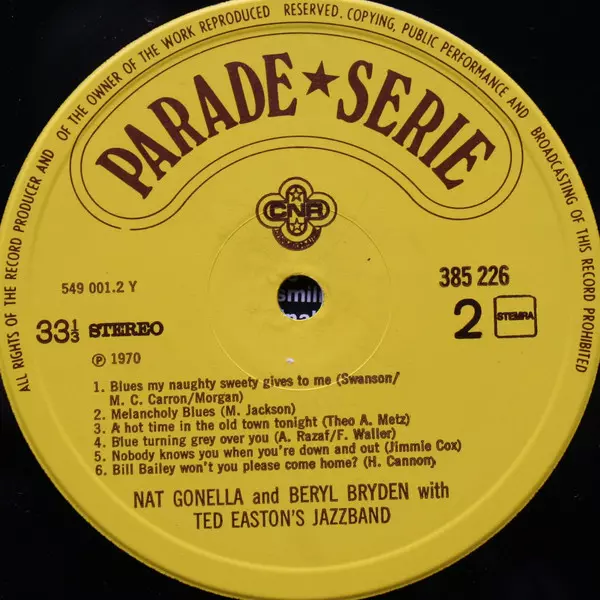 ALL RIGHTS OF THE RECORD PRODUCER AND OF THE OWNER OF THE WORK REPRODUCED RESERVED. COPYING, PUBLIC PERFORMANCE AND BROADCASTING OF THIS RECORD PROHIBITED
PARADE★SERIE
CNR
549 001.2 Y
385 226
33⅓ STEREO
2 STEMRA
℗ 1970
1. Blues my naughty sweety gives to me (Swanson/
M. C. Carron/Morgan)
2. Melancholy Blues (M. Jackson)
3. A hot time in the old town tonight (Theo A. Metz)
4. Blue turning grey over you (A. Razaf/F. Waller)
5. Nobody knows you when you're down and out (Jimmie Cox)
6. Bill Bailey won't you please come home? (H. Cannon)
NAT GONELLA and BERYL BRYDEN with
TED EASTON'S JAZZBAND